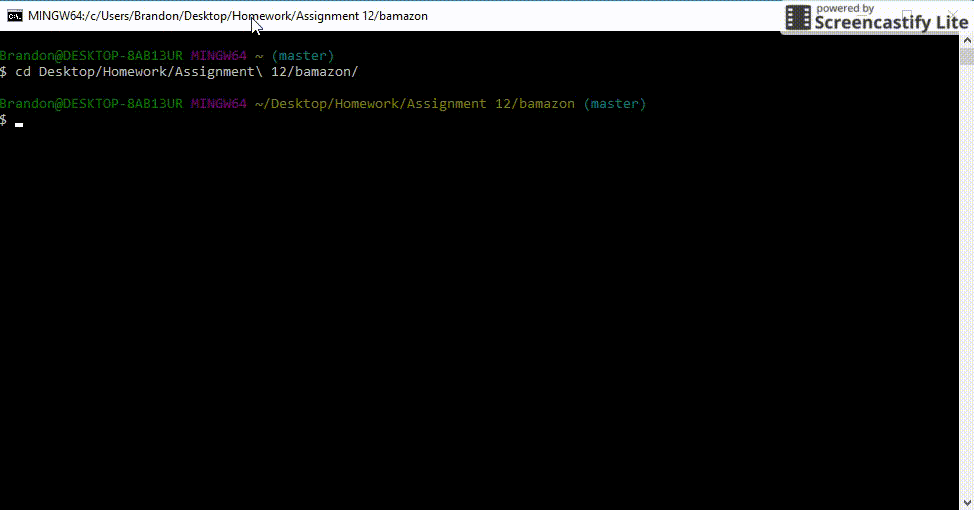 MINGW64:/c/Users/Brandon/Desktop/Homework/Assignment 12/bamazon
powered by
Screencastify Lite
Brandon@DESKTOP-8AB13UR MINGW64 ~ (master)
$ cd Desktop/Homework/Assignment\ 12/bamazon/
Brandon@DESKTOP-8AB13UR MINGW64 ~/Desktop/Homework/Assignment 12/bamazon (master)
$